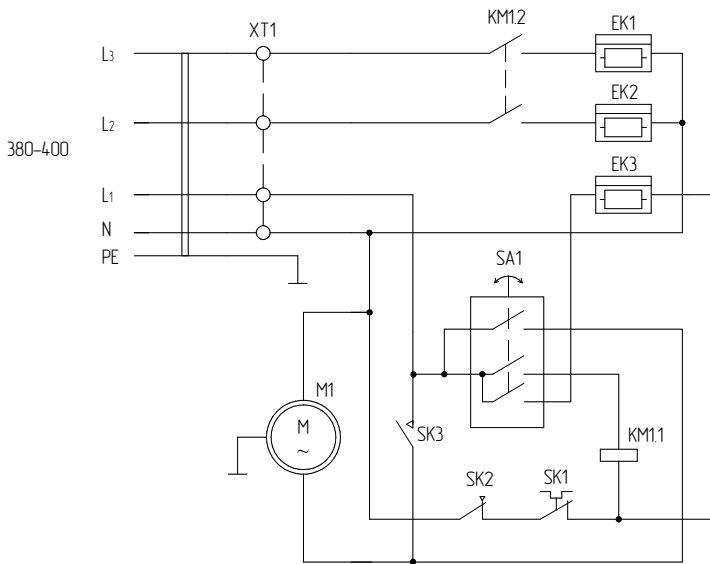 KM1.2
EK1
XT1
L3
EK2
L2
380-400
EK3
L1
N
PE
SA1
M1
M
~
SK3
KM1.1
SK2
SK1